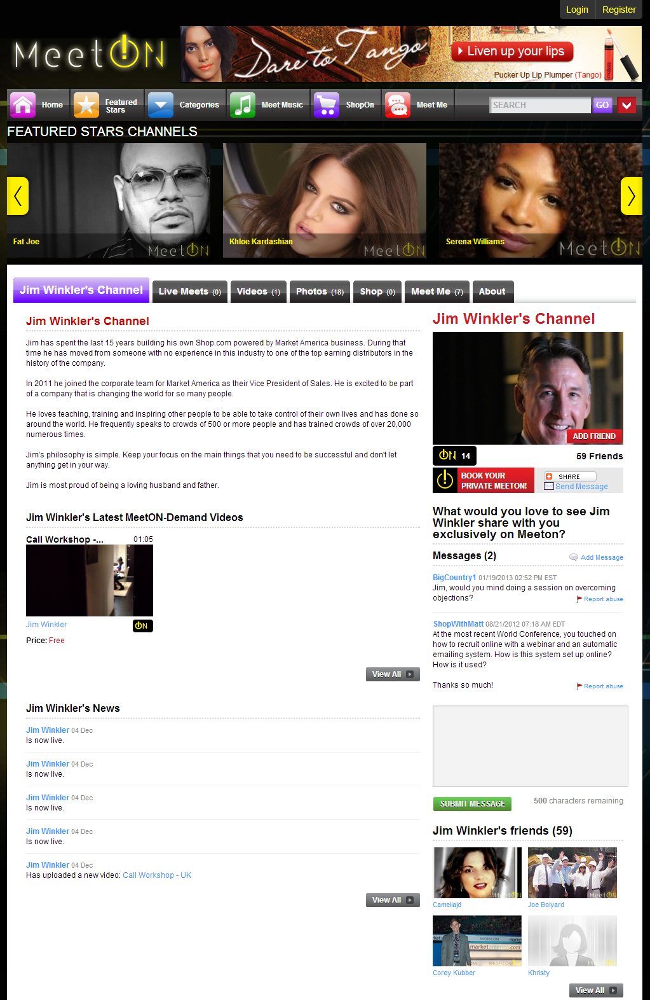 Login Register
MeetON
Dare to Tango
Liven up your lips
Pucker Up Lip Plumper (Tango)
Home
Featured
Stars
Categories
Meet Music
ShopOn
Meet Me
SEARCH
GO
FEATURED STARS CHANNELS
Fat Joe
MeetON
Khloe Kardashian
MeetON
Serena Williams
MeetON
Jim Winkler's Channel
Live Meets (0)
Videos (1)
Photos (18)
Shop (0)
Meet Me (7)
About
Jim Winkler's Channel
Jim has spent the last 15 years building his own Shop.com powered by Market America business. During that
time he has moved from someone with no experience in this industry to one of the top earning distributors in the
history of the company.
In 2011 he joined the corporate team for Market America as their Vice President of Sales. He is excited to be part
of a company that is changing the world for so many people.
He loves teaching, training and inspiring other people to be able to take control of their own lives and has done so
around the world. He frequently speaks to crowds of 500 or more people and has trained crowds of over 20,000
numerous times.
Jim's philosophy is simple. Keep your focus on the main things that you need to be successful and don't let
anything get in your way.
Jim is most proud of being a loving husband and father.
Jim Winkler's Latest MeetON-Demand Videos
Call Workshop -... 01:05
Jim Winkler
ON
Price: Free
View All
Jim Winkler's News
Jim Winkler 04 Dec
Is now live.
Jim Winkler 04 Dec
Is now live.
Jim Winkler 04 Dec
Is now live.
Jim Winkler 04 Dec
Is now live.
Jim Winkler 04 Dec
Has uploaded a new video: Call Workshop - UK
View All
Jim Winkler's Channel
ADD FRIEND
ON 14
59 Friends
BOOK YOUR
PRIVATE MEETON!
SHARE
Send Message
What would you love to see Jim
Winkler share with you
exclusively on Meeton?
Messages (2)
Add Message
BigCountry1 01/19/2013 02:52 PM EST
Jim, would you mind doing a session on overcoming
objections?
Report abuse
ShopWithMatt 08/21/2012 07:18 AM EDT
At the most recent World Conference, you touched on
how to recruit online with a webinar and an automatic
emailing system. How is this system set up online?
How is it used?
Thanks so much!
Report abuse
SUBMIT MESSAGE
500 characters remaining
Jim Winkler's friends (59)
MeetON
Cameliajd
MeetON
Joe Bolyard
SHOP.COM
market
marketamerica.com
SHOP.COM
Corey Kubber
MeetON
Khristy
View All